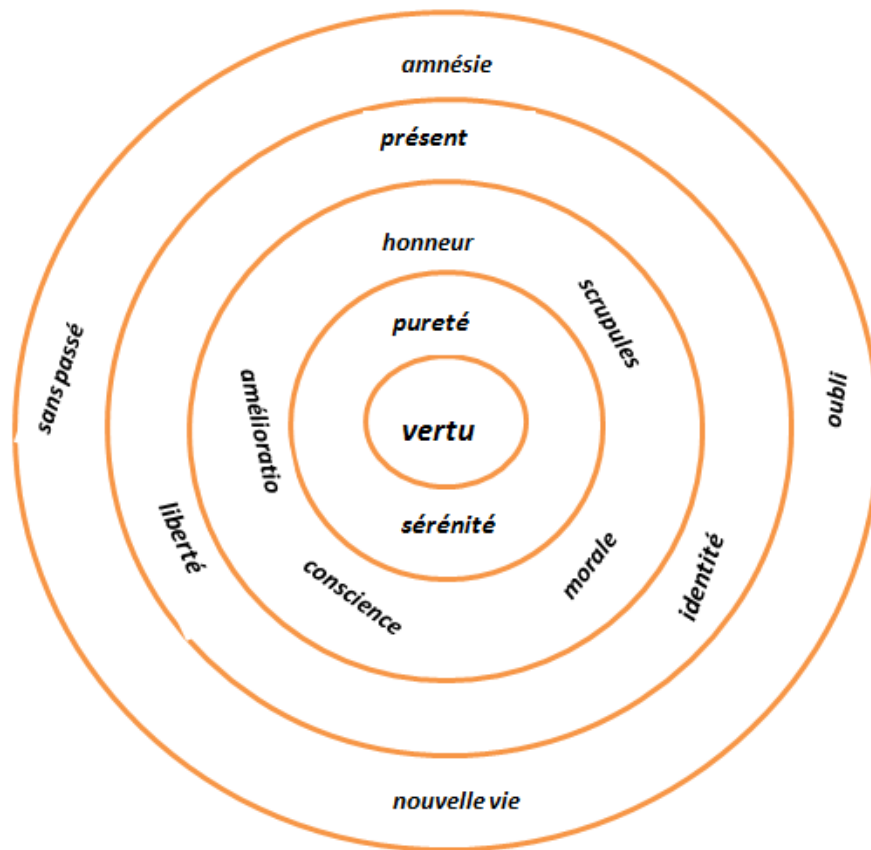 amnésie
présent
honneur
scrupules
pureté
sans passé
oubli
amélioratio
vertu
liberté
sérénité
conscience
morale
identité
nouvelle vie